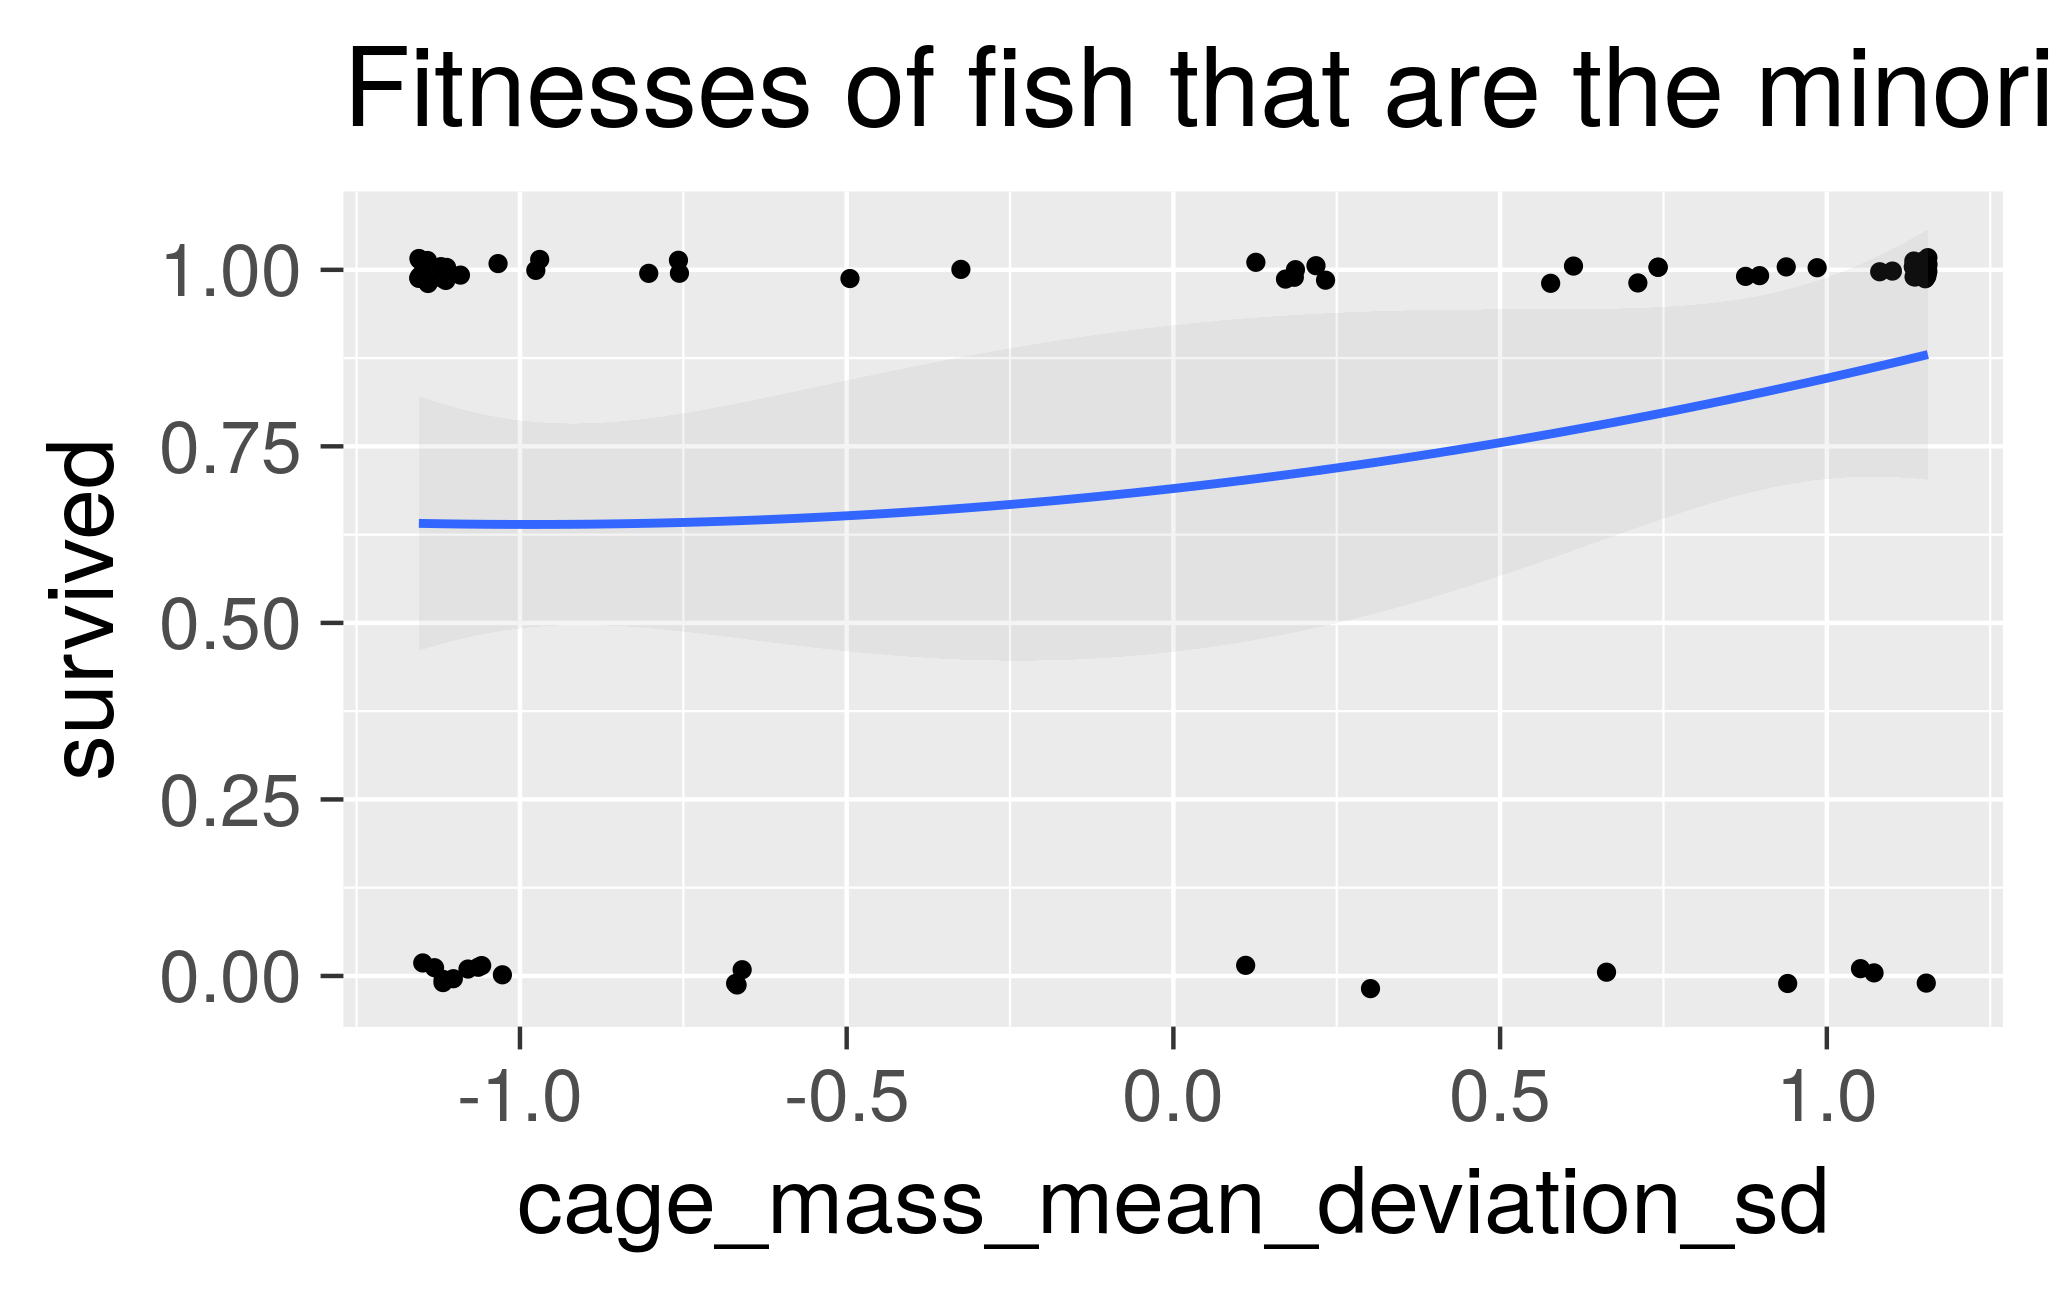 Fitnesses of fish that are the minori
survived
1.00
0.75
0.50
0.25
0.00
-1.0 -0.5 0.0 0.5 1.0
cage_mass_mean_deviation_sd